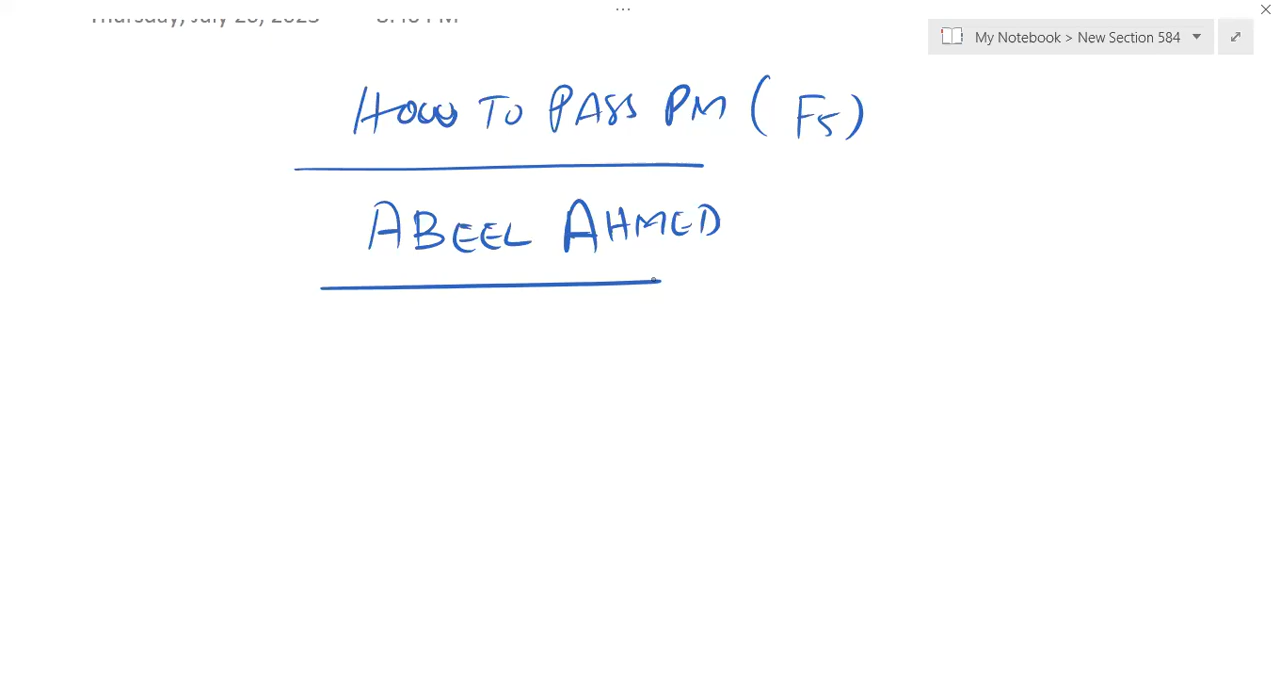 ...
My Notebook > New Section 584
HOW TO PASS PM (F5)
ABEEL AHMED